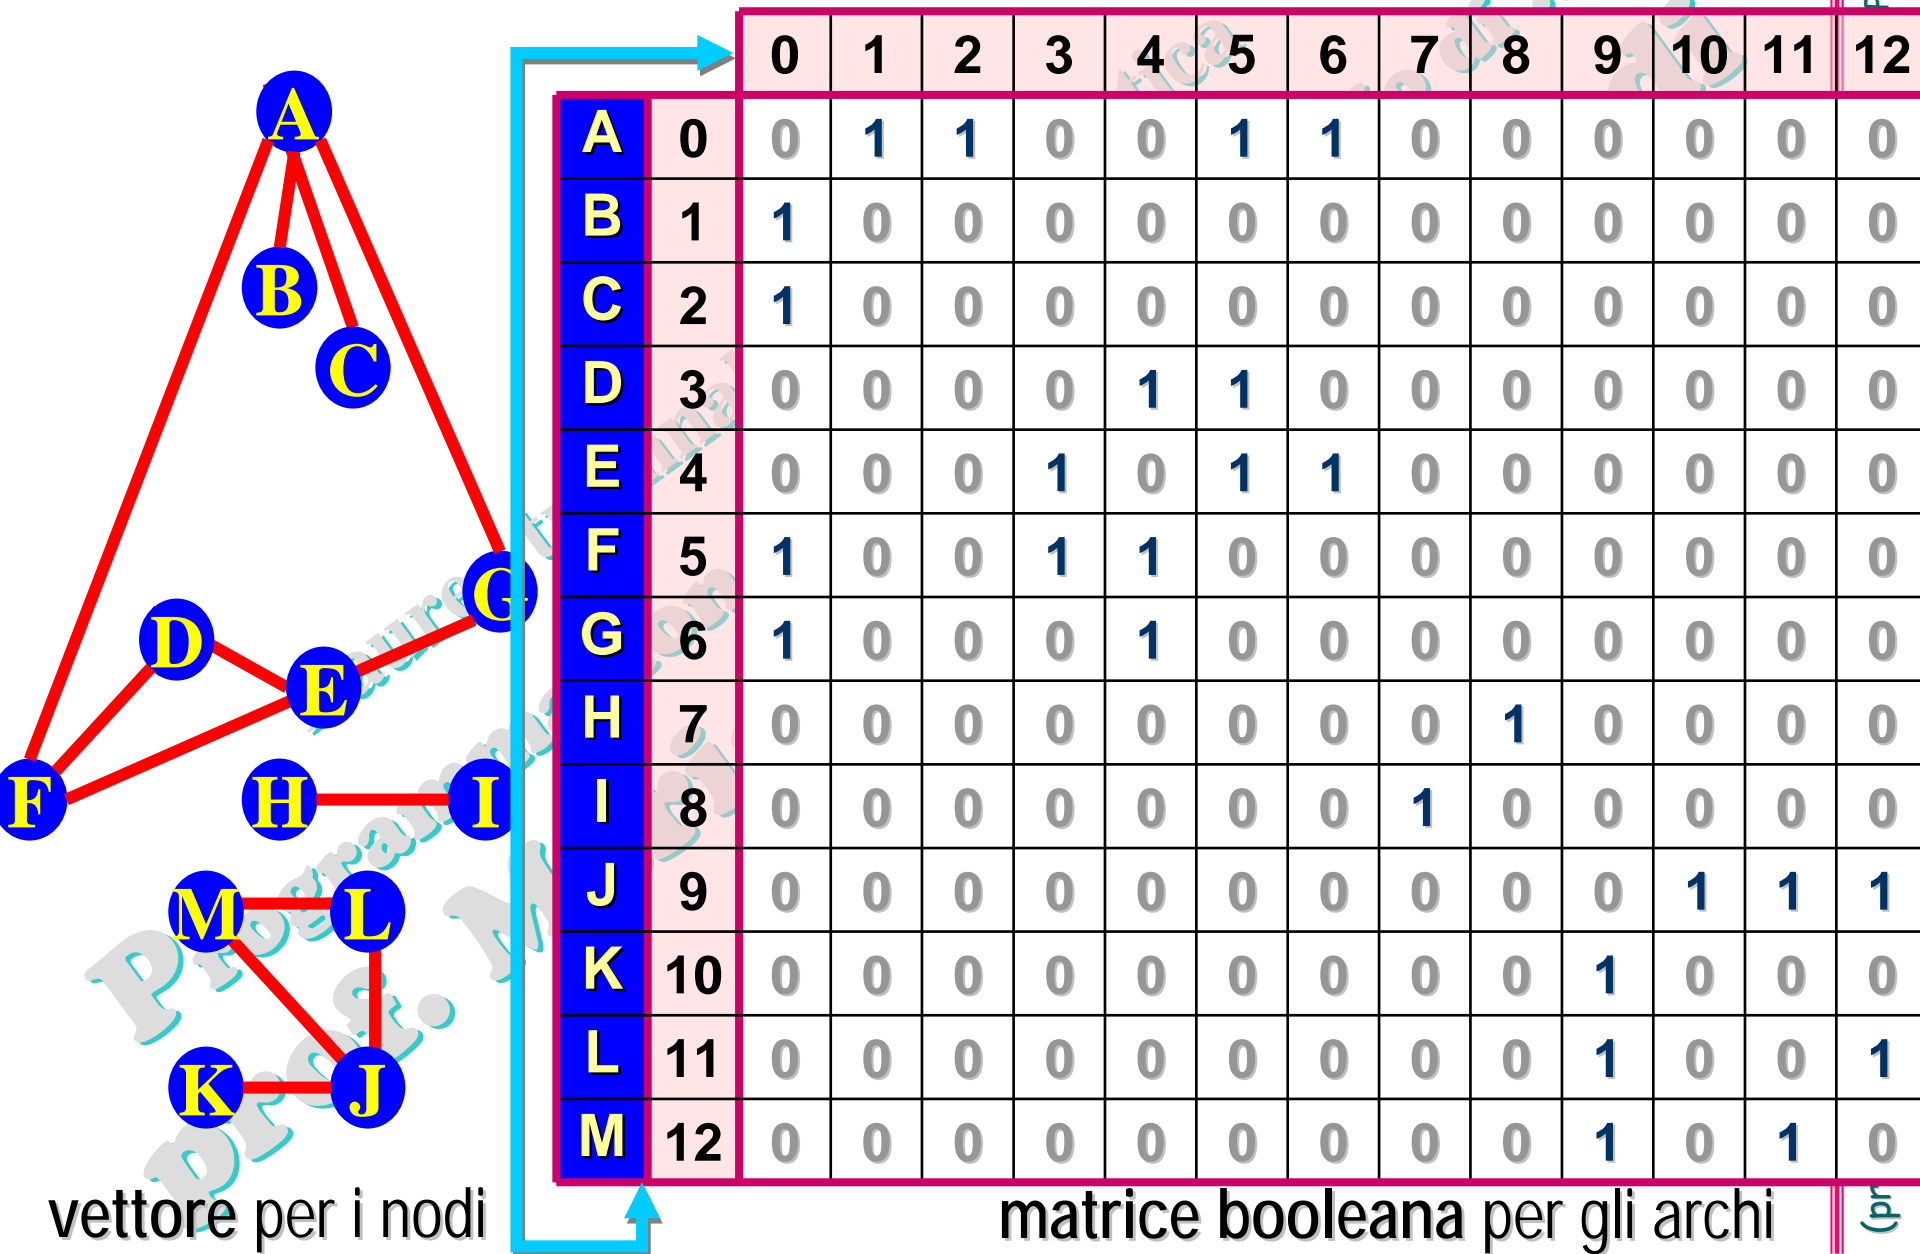 0 1 2 3 4 5 6 7 8 9 10 11 12
A 0 0 1 1 0 0 1 1 0 0 0 0 0 0
B 1 1 0 0 0 0 0 0 0 0 0 0 0 0
C 2 1 0 0 0 0 0 0 0 0 0 0 0 0
D 3 0 0 0 0 1 1 0 0 0 0 0 0 0
E 4 0 0 0 1 0 1 1 0 0 0 0 0 0
F 5 1 0 0 1 1 0 0 0 0 0 0 0 0
G 6 1 0 0 0 1 0 0 0 0 0 0 0 0
H 7 0 0 0 0 0 0 0 0 1 0 0 0 0
I 8 0 0 0 0 0 0 0 1 0 0 0 0 0
J 9 0 0 0 0 0 0 0 0 0 0 1 1 1
K 10 0 0 0 0 0 0 0 0 0 1 0 0 0
L 11 0 0 0 0 0 0 0 0 0 1 0 0 1
M 12 0 0 0 0 0 0 0 0 0 1 0 1 0
A
B
C
G
D
E
F H I
M L
K J
prof.
vettore per i nodi
matrice booleana per gli archi